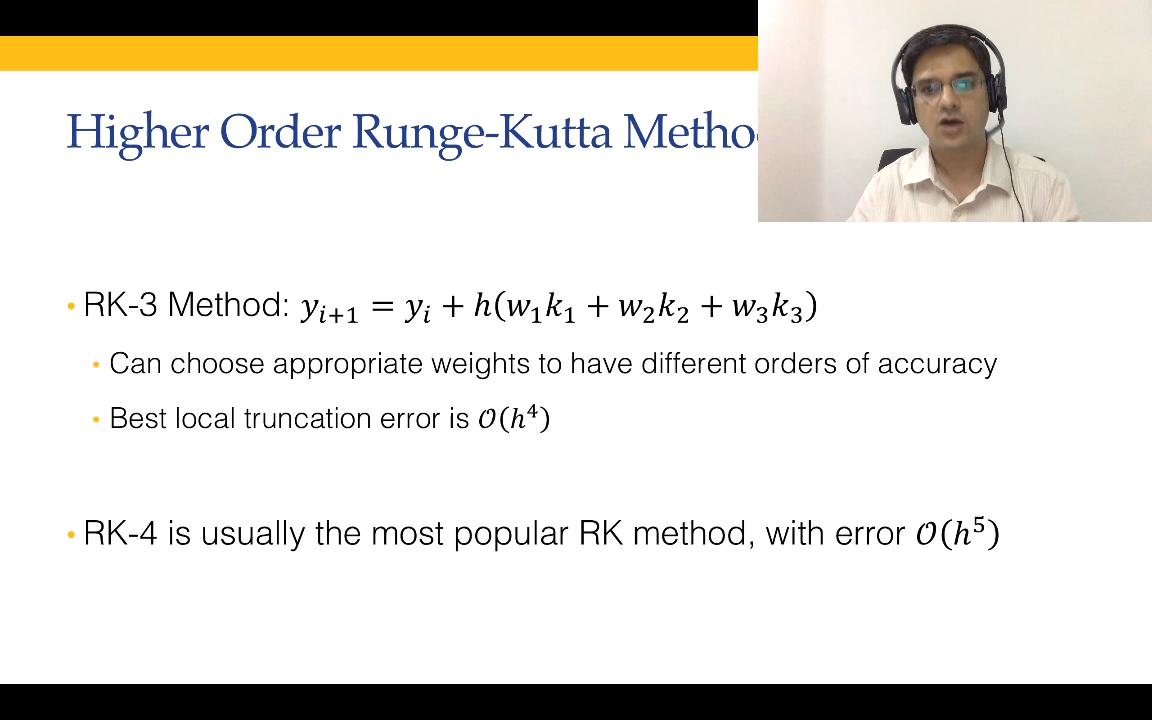 Higher Order Runge-Kutta Metho
• RK-3 Method: $y_{i+1} = y_i + h(w_1k_1 + w_2k_2 + w_3k_3)$
• Can choose appropriate weights to have different orders of accuracy
• Best local truncation error is $\mathcal{O}(h^4)$
• RK-4 is usually the most popular RK method, with error $\mathcal{O}(h^5)$